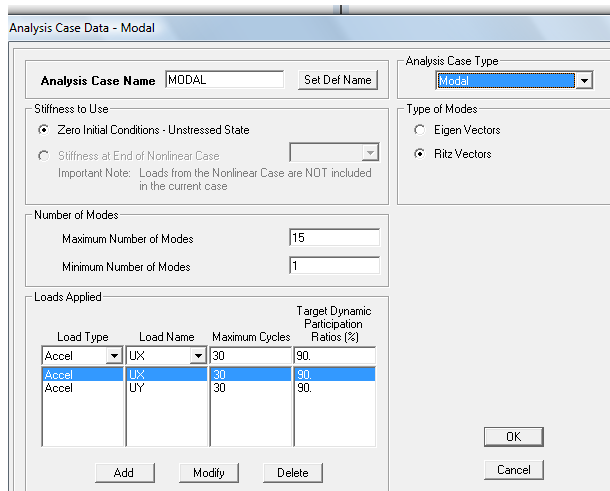 Analysis Case Data - Modal
Analysis Case Name MODAL Set Def Name
Analysis Case Type
Modal
Stiffness to Use
Zero Initial Conditions - Unstressed State
Stiffness at End of Nonlinear Case
Important Note: Loads from the Nonlinear Case are NOT included
in the current case
Type of Modes
Eigen Vectors
Ritz Vectors
Number of Modes
Maximum Number of Modes 15
Minimum Number of Modes 1
Loads Applied
Load Type Load Name Maximum Cycles Target Dynamic
Participation
Ratios (%)
Accel UX 30 90.
Accel UX 30 90.
Accel UY 30 90.
Add Modify Delete
OK
Cancel